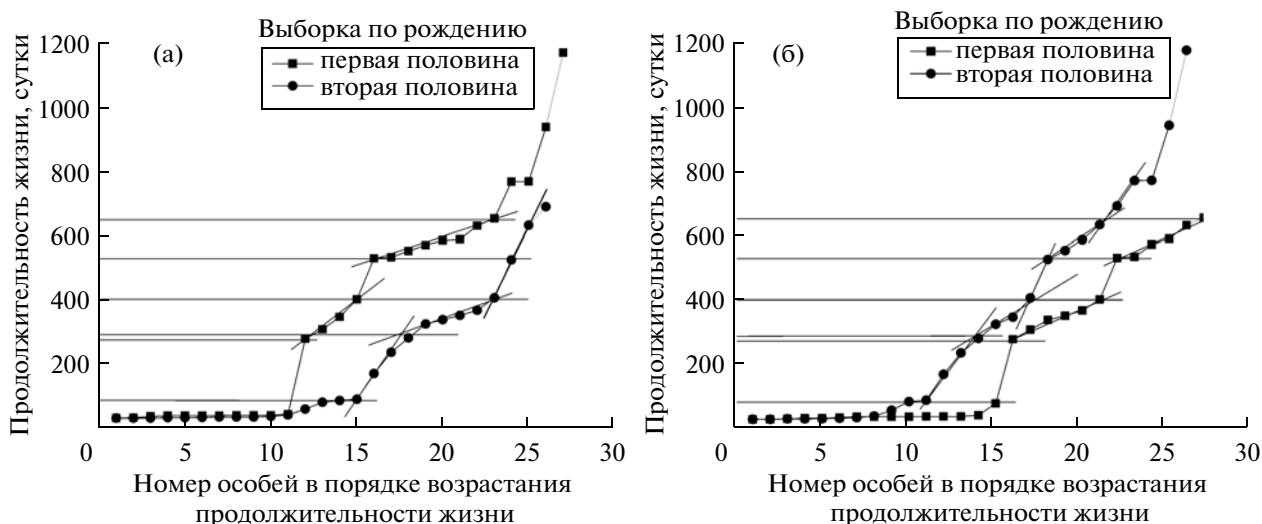 Выборка по рождению
(а)
первая половина
вторая половина
Продолжительность жизни, сутки
1200
1000
800
600
400
200
0 5 10 15 20 25 30
Номер особей в порядке возрастания
продолжительности жизни
Выборка по рождению
(б)
первая половина
вторая половина
Продолжительность жизни, сутки
1200
1000
800
600
400
200
0 5 10 15 20 25 30
Номер особей в порядке возрастания
продолжительности жизни